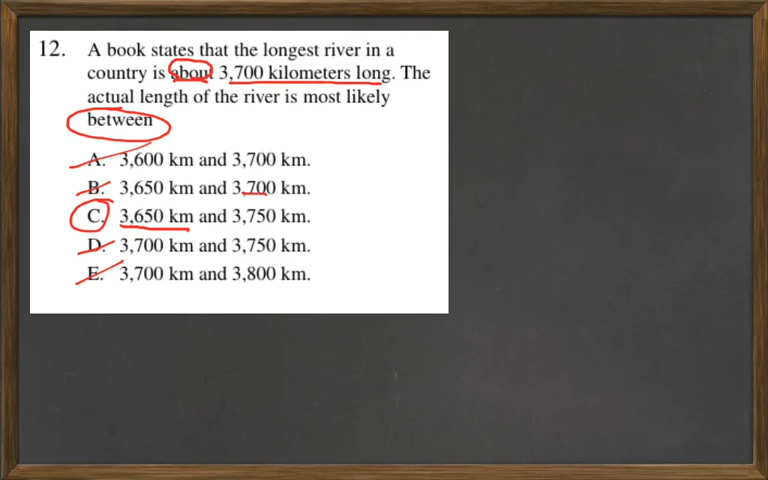 12. A book states that the longest river in a
country is about 3,700 kilometers long. The
actual length of the river is most likely
between
A. 3,600 km and 3,700 km.
B. 3,650 km and 3,700 km.
C. 3,650 km and 3,750 km.
D. 3,700 km and 3,750 km.
E. 3,700 km and 3,800 km.